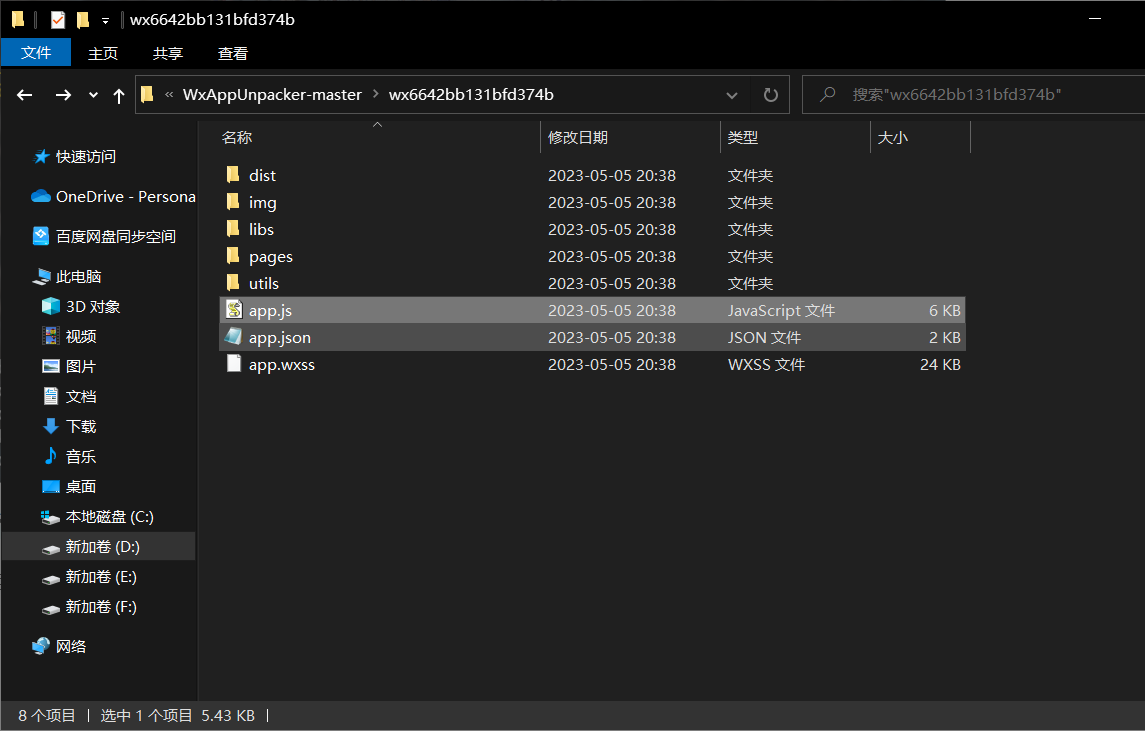 wx6642bb131bfd374b
文件 主页 共享 查看
« WxAppUnpacker-master › wx6642bb131bfd374b 搜索"wx6642bb131bfd374b"
名称 修改日期 类型 大小
快速访问
OneDrive - Persona
百度网盘同步空间
此电脑
3D 对象
视频
图片
文档
下载
音乐
桌面
本地磁盘 (C:)
新加卷 (D:)
新加卷 (E:)
新加卷 (F:)
网络
dist 2023-05-05 20:38 文件夹
img 2023-05-05 20:38 文件夹
libs 2023-05-05 20:38 文件夹
pages 2023-05-05 20:38 文件夹
utils 2023-05-05 20:38 文件夹
app.js 2023-05-05 20:38 JavaScript 文件 6 KB
app.json 2023-05-05 20:38 JSON 文件 2 KB
app.wxss 2023-05-05 20:38 WXSS 文件 24 KB
8 个项目 选中 1 个项目 5.43 KB